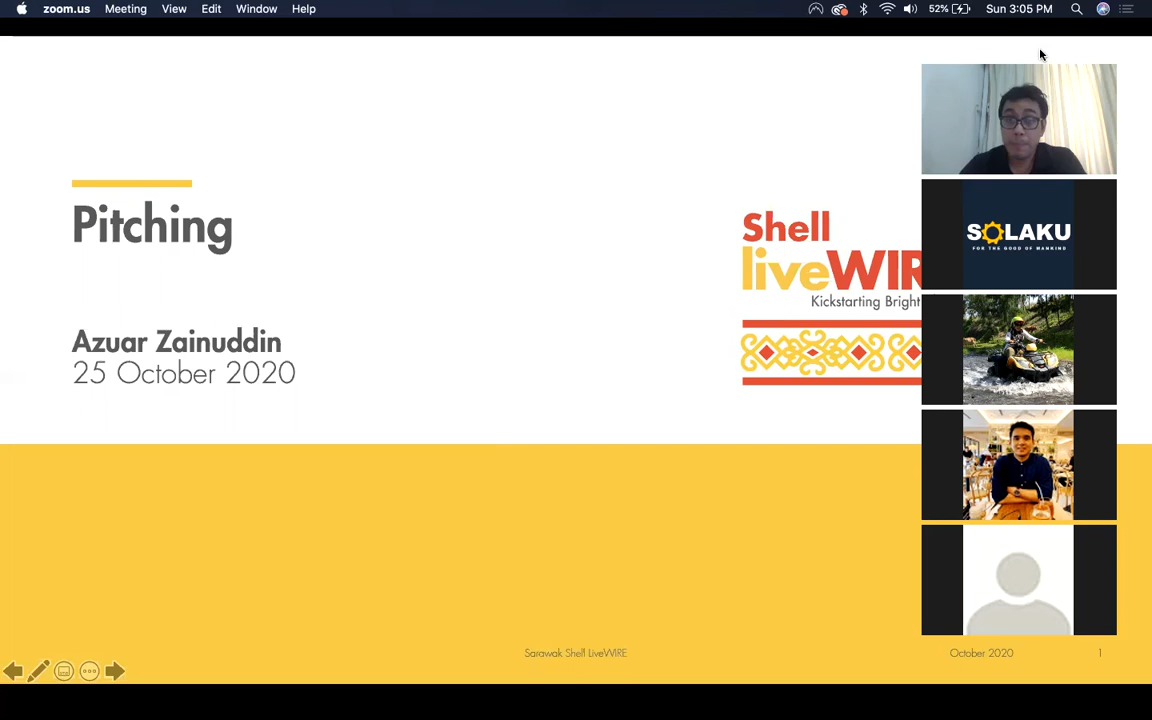 zoom.us Meeting View Edit Window Help 52% Sun 3:05 PM
Pitching
Azuar Zainuddin
25 October 2020
Shell
liveWIR
Kickstarting Bright
SOLAKU
FOR THE GOOD OF MANKIND
Sarawak Shell LiveWIRE October 2020 1